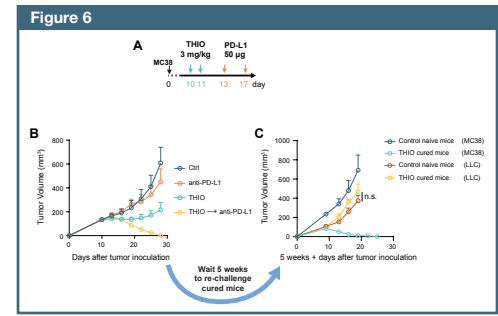 Figure 6
A
THIO
3 mg/kg
PD-L1
50 µg
MC38
0 10 11 13 17 day
B
Tumor Volume (mm³)
800
600
400
200
0
0 10 20 30
Days after tumor inoculation
Ctrl
anti-PD-L1
THIO
THIO → anti-PD-L1
Wait 5 weeks
to re-challenge
cured mice
C
Tumor Volume (mm³)
1000
800
600
400
200
0
0 10 20 30
5 weeks + days after tumor inoculation
n.s.
Control naive mice (MC38)
THIO cured mice (MC38)
Control naive mice (LLC)
THIO cured mice (LLC)